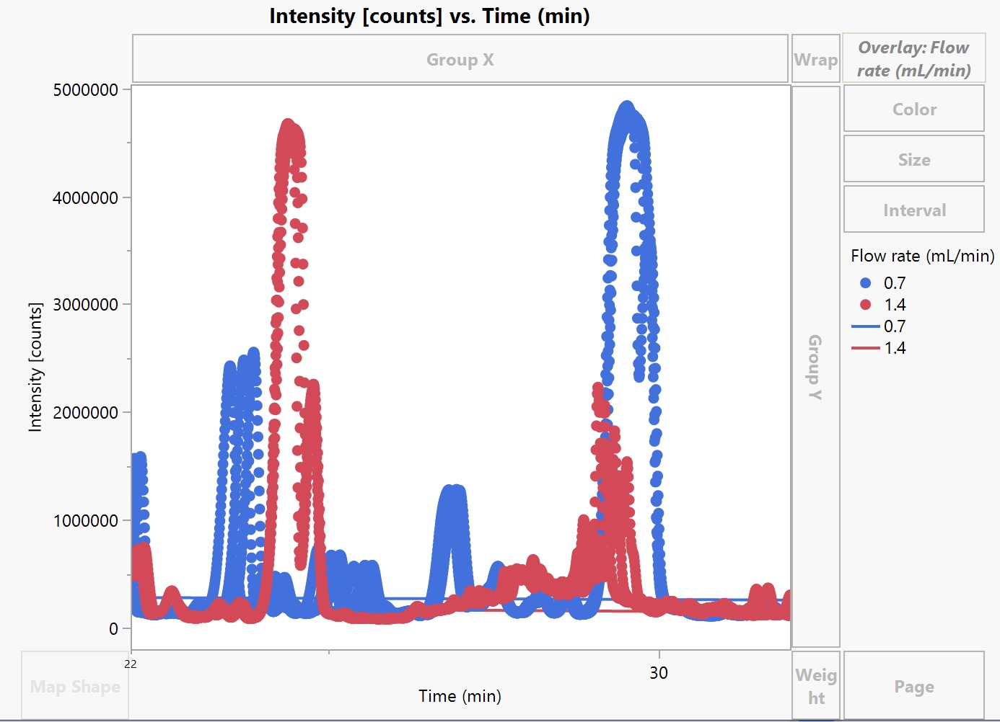 Intensity [counts] vs. Time (min)
Group X
Wrap
Overlay: Flow
rate (mL/min)
Color
Size
Interval
Flow rate (mL/min)
0.7
1.4
0.7
1.4
Group Y
Intensity [counts]
5000000
4000000
3000000
2000000
1000000
0
22
30
Time (min)
Map Shape
Weig
ht
Page